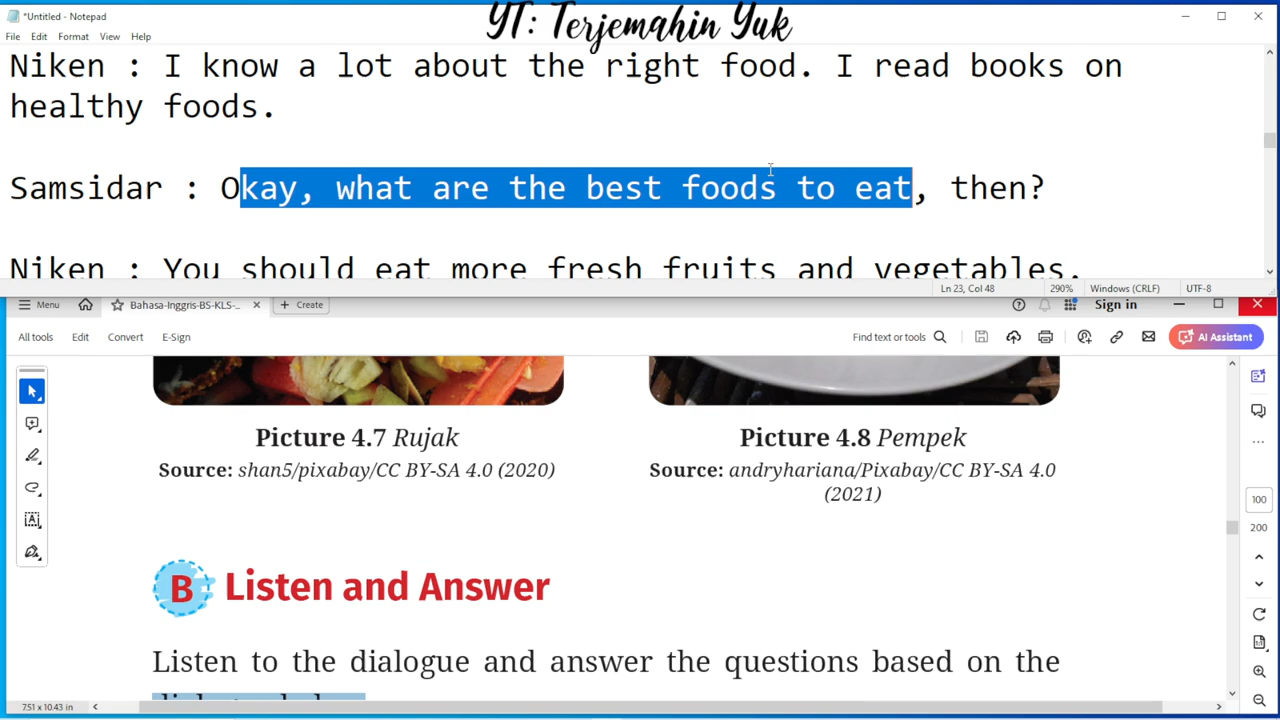 *Untitled - Notepad
YT: Terjemahin Yuk
File Edit Format View Help
Niken : I know a lot about the right food. I read books on
healthy foods.
Samsidar : Okay, what are the best foods to eat, then?
Niken : You should eat more fresh fruits and vegetables.
Ln 23, Col 48 290% Windows (CRLF) UTF-8
Menu Bahasa-Inggris-BS-KLS-... Create Sign in
All tools Edit Convert E-Sign Find text or tools AI Assistant
Picture 4.7 Rujak
Source: shan5/pixabay/CC BY-SA 4.0 (2020)
Picture 4.8 Pempek
Source: andryhariana/Pixabay/CC BY-SA 4.0
(2021)
100
200
B Listen and Answer
Listen to the dialogue and answer the questions based on the
7.51 x 10.43 in